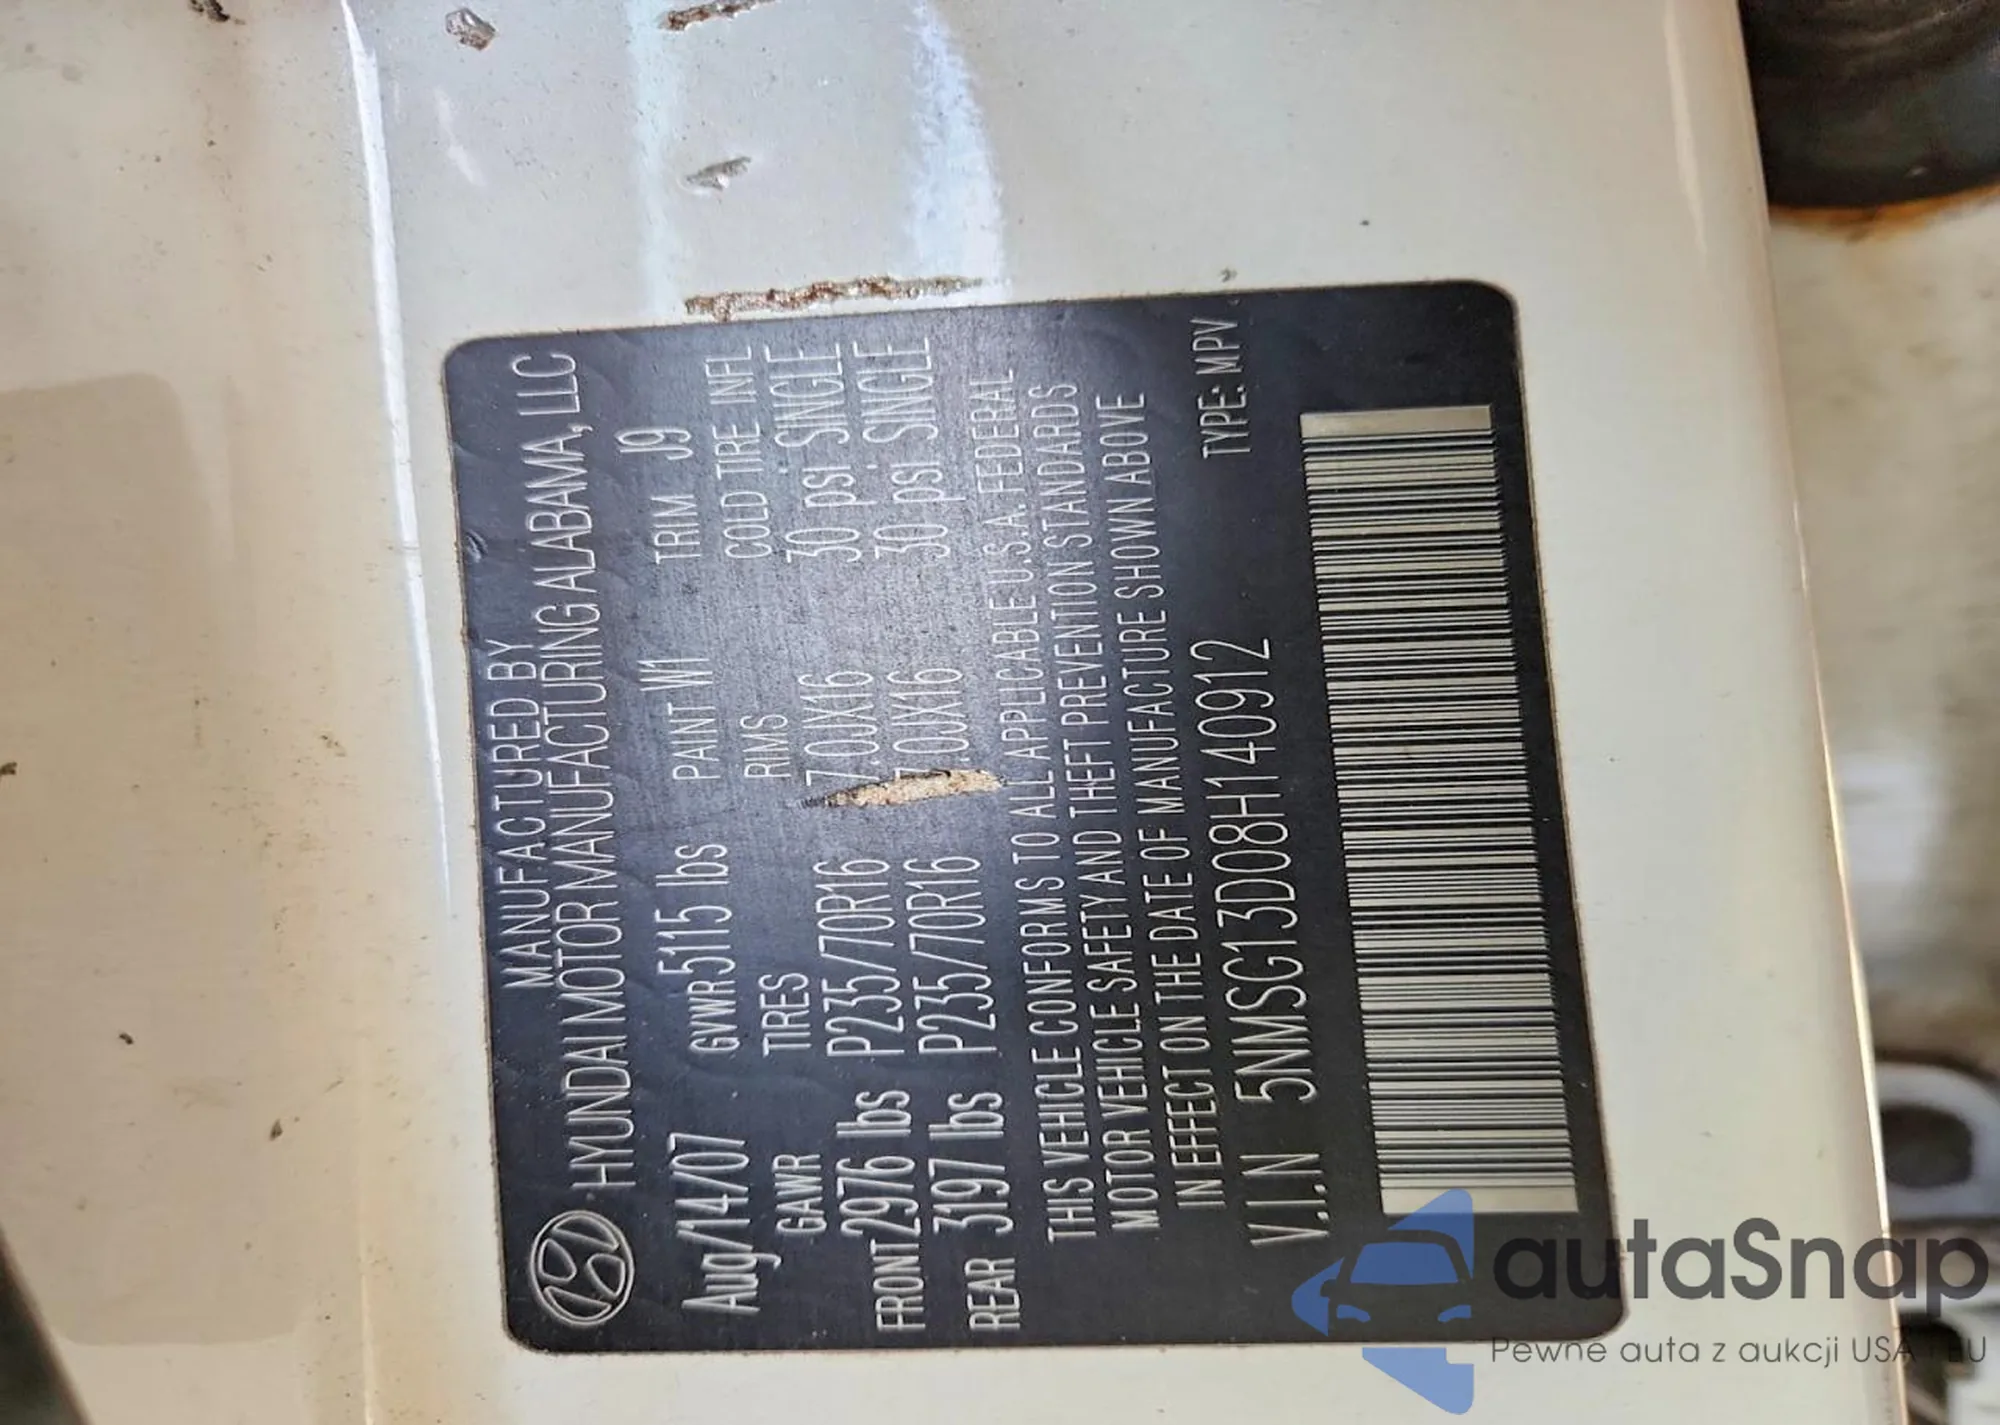 MANUFACTURED BY
HYUNDAI MOTOR MANUFACTURING ALABAMA, LLC
Aug/14/07 GVWR 5115 lbs PAINT W1 TRIM J9
GAWR TIRES RIMS COLD TIRE INFL
FRONT 2976 lbs P235/70R16 7.0JX16 30 psi SINGLE
REAR 3197 lbs P235/70R16 7.0JX16 30 psi SINGLE
THIS VEHICLE CONFORMS TO ALL APPLICABLE U.S.A. FEDERAL
MOTOR VEHICLE SAFETY AND THEFT PREVENTION STANDARDS
IN EFFECT ON THE DATE OF MANUFACTURE SHOWN ABOVE
V.I.N 5NMSG13D08H140912 TYPE: MPV
autaSnap
Pewne auta z aukcji USA i EU